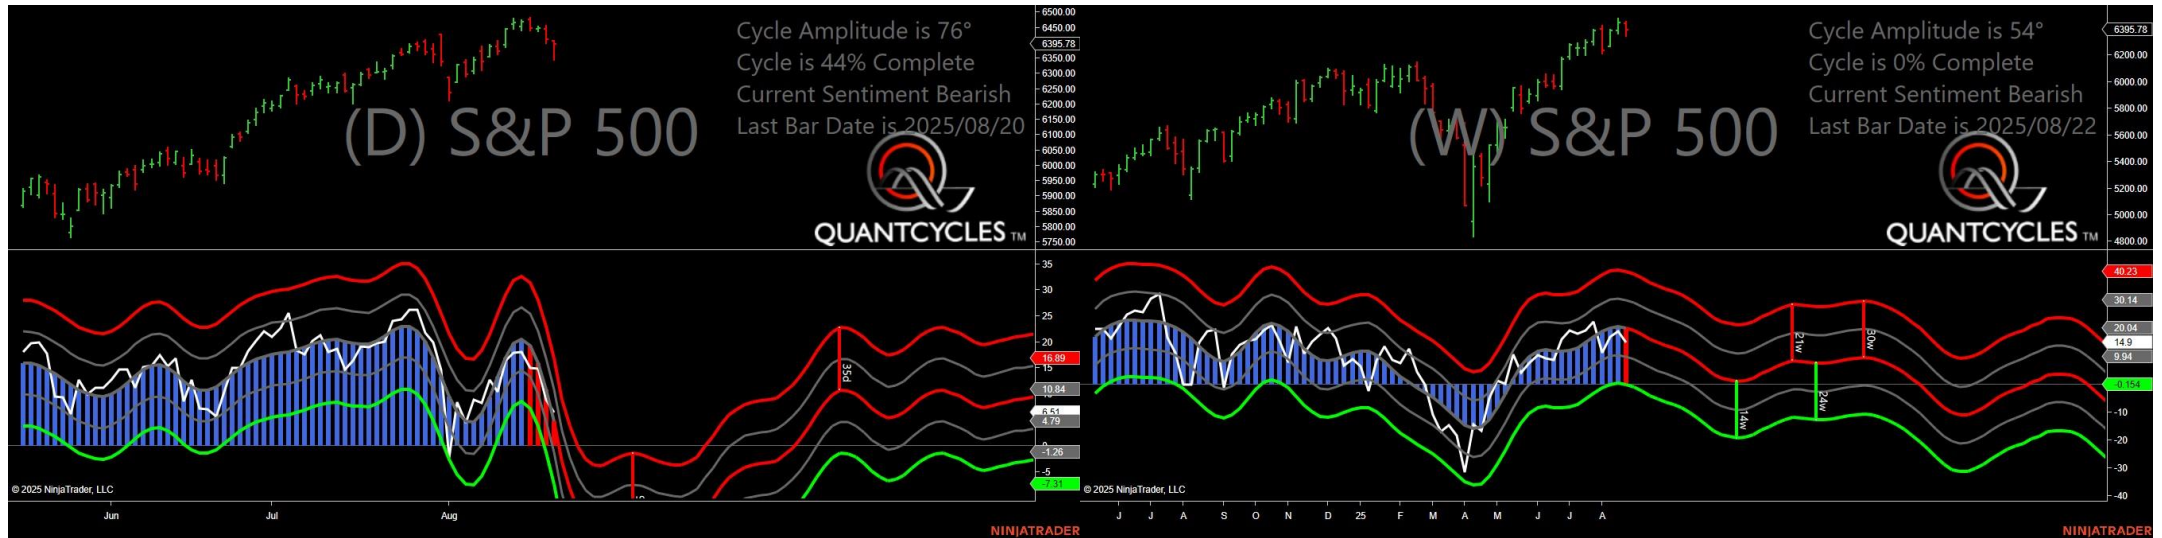 Cycle Amplitude is 76°
Cycle is 44% Complete
Current Sentiment Bearish
Last Bar Date is 2025/08/20
(D) S&P 500
QUANTCYCLES TM
6500.00
6450.00
6395.78
6350.00
6300.00
6250.00
6200.00
6150.00
6100.00
6050.00
6000.00
5950.00
5900.00
5850.00
5800.00
5750.00
35
30
25
20
16.89
15
10.84
6.51
4.79
0
-1.26
-5
-7.31
35d
© 2025 NinjaTrader, LLC
Jun Jul Aug
NINJATRADER
Cycle Amplitude is 54°
Cycle is 0% Complete
Current Sentiment Bearish
Last Bar Date is 2025/08/22
(W) S&P 500
QUANTCYCLES TM
6395.78
6200.00
6000.00
5800.00
5600.00
5400.00
5200.00
5000.00
4800.00
40.23
30.14
20.04
14.9
9.94
-0.154
-10
-20
-30
-40
14w
21w
24w
30w
© 2025 NinjaTrader, LLC
J J A S O N D 25 F M A M J J A
NINJATRADER